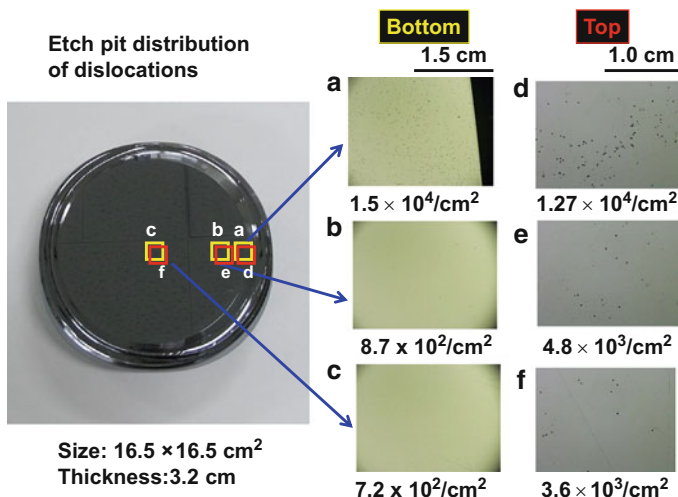 Etch pit distribution
of dislocations
c b a
f e d
Size: 16.5 ×16.5 cm²
Thickness:3.2 cm
Bottom
1.5 cm
a
1.5 × 10⁴/cm²
b
8.7 x 10²/cm²
c
7.2 x 10²/cm²
Top
1.0 cm
d
1.27 × 10⁴/cm²
e
4.8 × 10³/cm²
f
3.6 × 10³/cm²